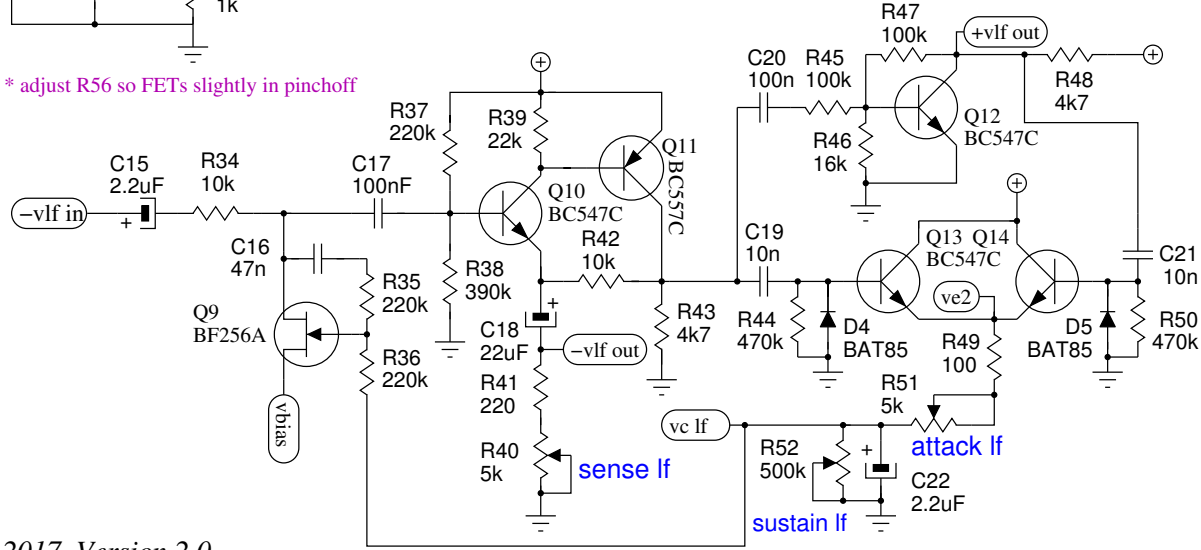 1k
* adjust R56 so FETs slightly in pinchoff
C15
2.2uF
+
R34
10k
C17
100nF
−vlf in
C16
47n
R35
220k
Q9
BF256A
R36
220k
vbias
R37
220k
R38
390k
+
R39
22k
Q10
BC547C
Q11
BC557C
R42
10k
+
C18
22uF
−vlf out
R41
220
R40
5k
sense lf
R43
4k7
C20
100n
R45
100k
R47
100k
R46
16k
+vlf out
Q12
BC547C
R48
4k7
+
C19
10n
R44
470k
D4
BAT85
+
Q13 Q14
BC547C
ve2
R49
100
D5
BAT85
C21
10n
R50
470k
R51
5k
attack lf
vc lf
R52
500k
sustain lf
+
C22
2.2uF